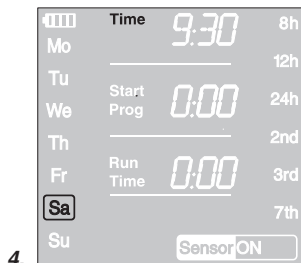 Time 9:30 8h
Mo
12h
Tu
Start Prog 0:00 24h
We
Th 2nd
Run Time 0:00 3rd
Fr
Sa 7th
Su Sensor ON
4